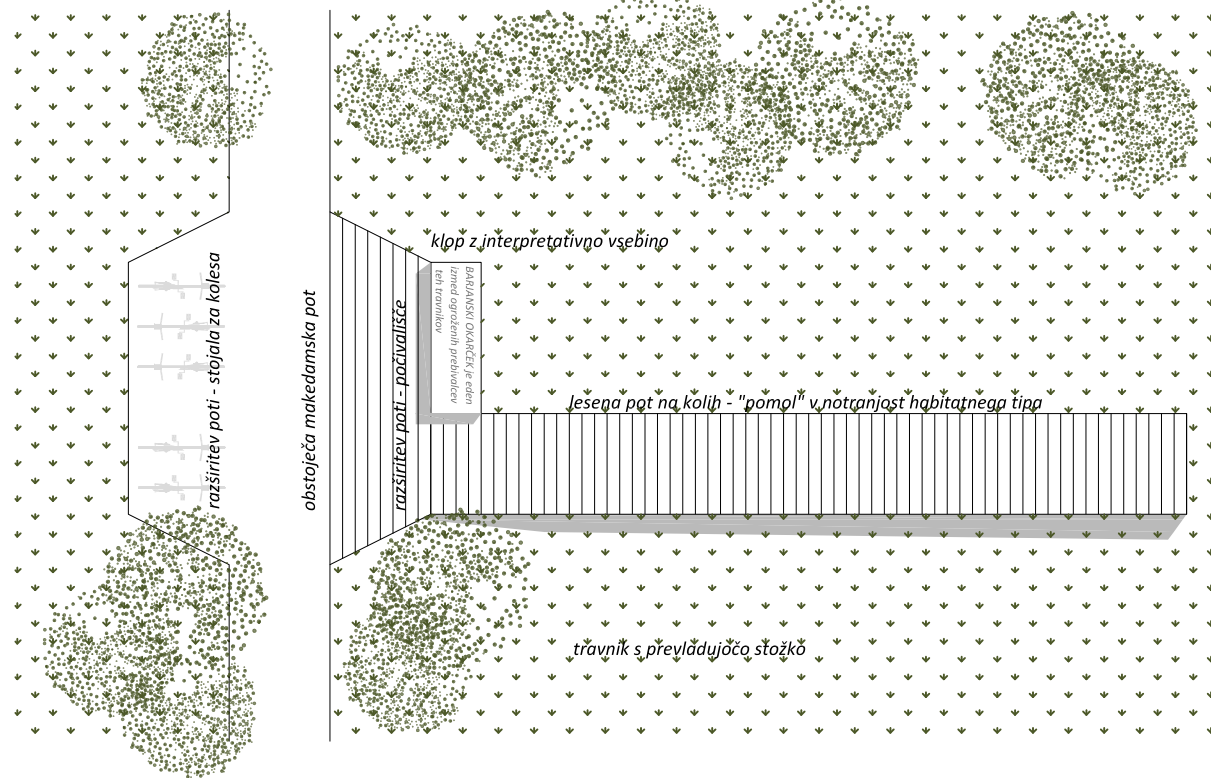 klop z interpretativno vsebino
BARJANSKI OKARČEK je eden
izmed ogroženih prebivalcev
teh travnikov
razširitev poti - stojala za kolesa
obstoječa makedamska pot
razširitev poti - počivališče
lesena pot na kolih - "pomol" v notranjost habitatnega tipa
travnik s prevladujočo stožko